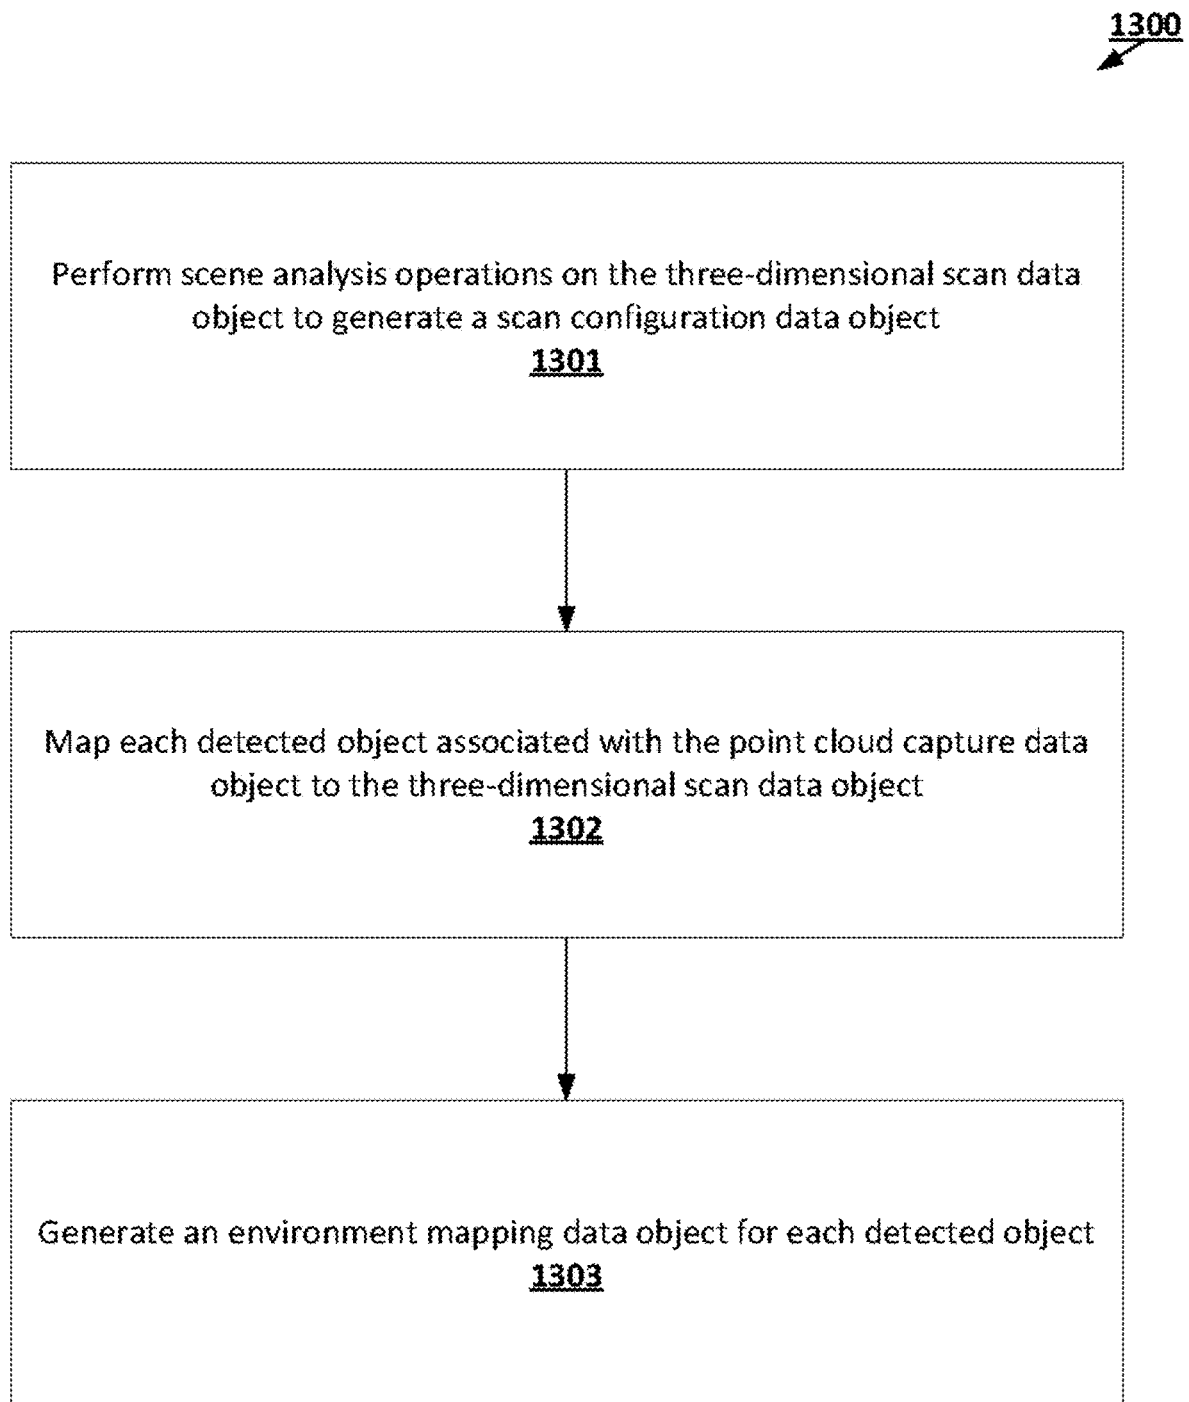 1300
Perform scene analysis operations on the three-dimensional scan data
object to generate a scan configuration data object
1301
Map each detected object associated with the point cloud capture data
object to the three-dimensional scan data object
1302
Generate an environment mapping data object for each detected object
1303